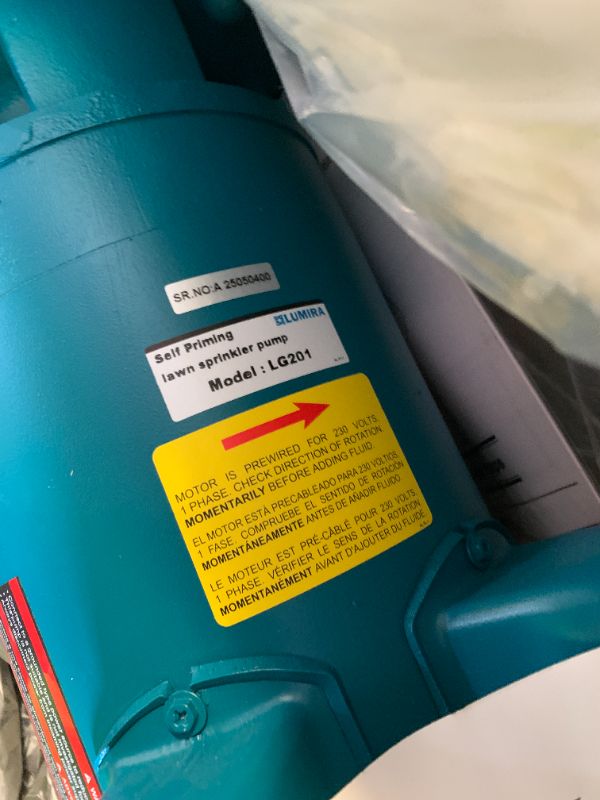 SR.NO:A 25050400
LUMIRA
Self Priming
lawn sprinkler pump
Model : LG201
MOTOR IS PREWIRED FOR 230 VOLTS.
1 PHASE. CHECK DIRECTION OF ROTATION
MOMENTARILY BEFORE ADDING FLUID.
EL MOTOR ESTÁ PRECABLEADO PARA 230 VOLTIOS.
1 FASE. COMPRUEBE EL SENTIDO DE ROTACIÓN
MOMENTÁNEAMENTE ANTES DE AÑADIR FLUIDO.
LE MOTEUR EST PRÉ-CÂBLÉ POUR 230 VOLTS.
1 PHASE VÉRIFIER LE SENS DE LA ROTATION
MOMENTANÉMENT AVANT D'AJOUTER DU FLUIDE